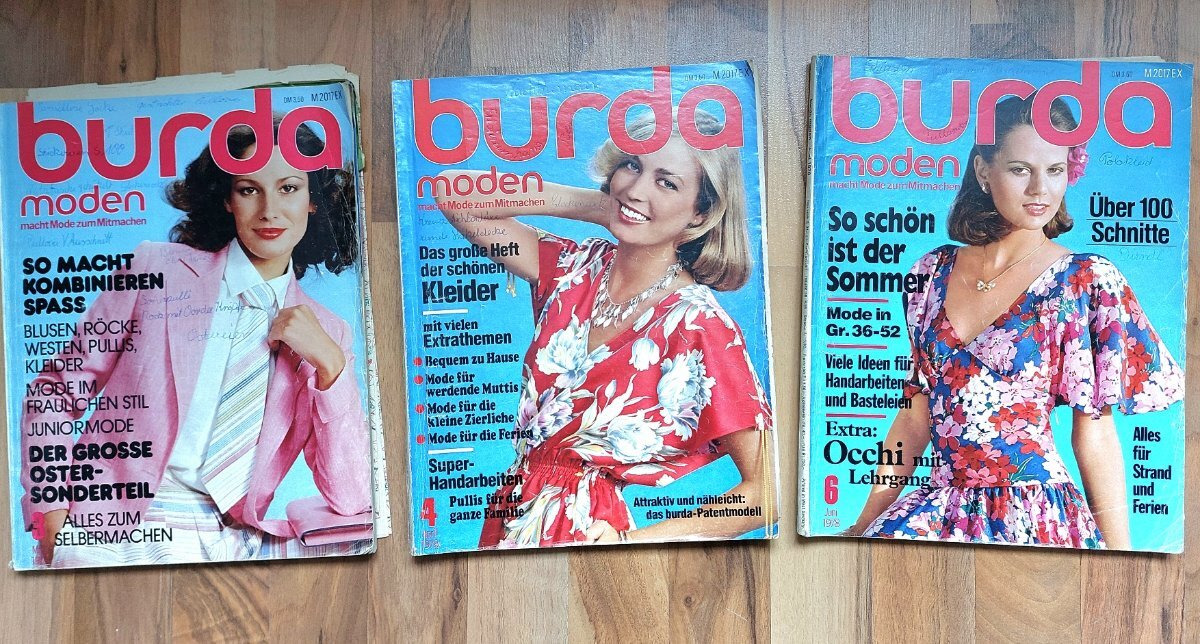 DM 3,50 M 2017 EX
burda
moden
macht Mode zum Mitmachen
SO MACHT
KOMBINIEREN
SPASS
BLUSEN, RÖCKE,
WESTEN, PULLIS,
KLEIDER
MODE IM
FRAULICHEN STIL
JUNIORMODE
DER GROSSE
OSTER-
SONDERTEIL
3 ALLES ZUM
SELBERMACHEN
M 2017 EX
burda
moden
macht Mode zum Mitmachen
Das große Heft
der schönen
Kleider
mit vielen
Extrathemen
Bequem zu Hause
Mode für
werdende Muttis
Mode für die
kleine Zierliche
Mode für die Ferien
Super-
Handarbeiten
4 Pullis für die
ganze Familie
Attraktiv und nähleicht:
das burda-Patentmodell
M 2017 EX
burda
moden
macht Mode zum Mitmachen
So schön
ist der
Sommer
Über 100
Schnitte
Mode in
Gr. 36-52
Viele Ideen für
Handarbeiten
und Basteleien
Extra:
Occhi mit
Lehrgang
6
Juni
1978
Alles
für
Strand
und
Ferien